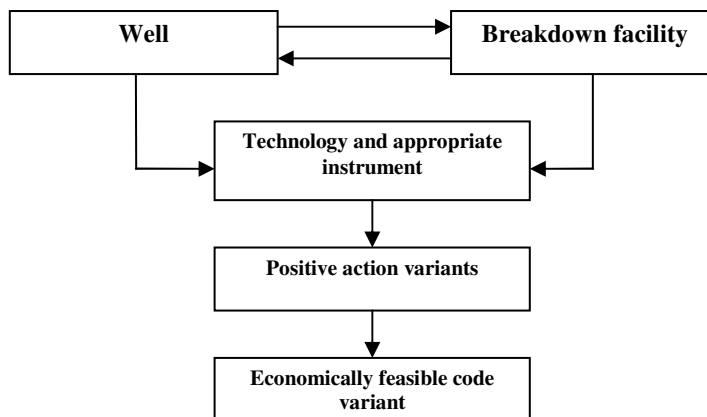 Well
Breakdown facility
Technology and appropriate
instrument
Positive action variants
Economically feasible code
variant